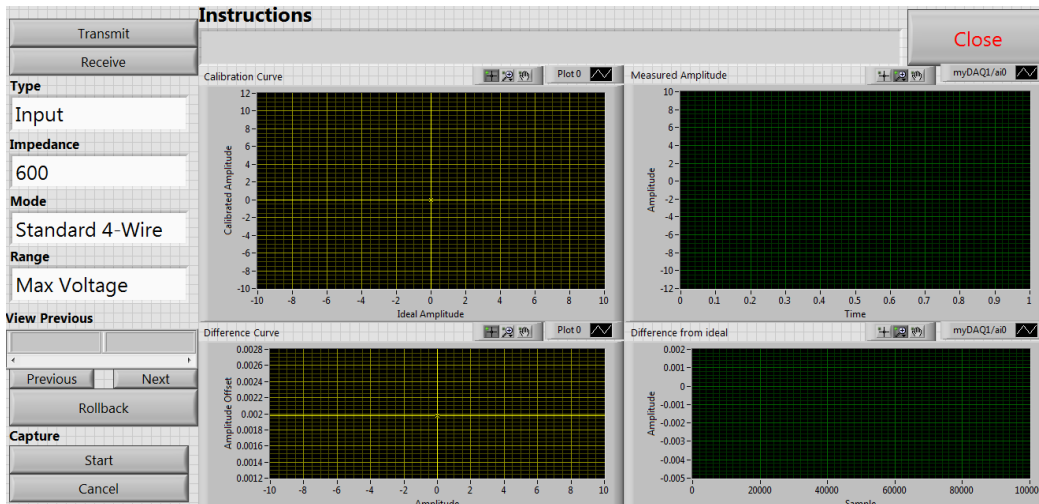 Instructions
Transmit
Receive
Close
Type
Input
Impedance
600
Mode
Standard 4-Wire
Range
Max Voltage
View Previous
Previous
Next
Rollback
Capture
Start
Cancel
Calibration Curve
Plot 0
Calibrated Amplitude
12
10
8
6
4
2
0
-2
-4
-6
-8
-10
-10 -8 -6 -4 -2 0 2 4 6 8 10
Ideal Amplitude
Measured Amplitude
myDAQ1/ai0
Amplitude
10
8
6
4
2
0
-2
-4
-6
-8
-10
-12
0 0.1 0.2 0.3 0.4 0.5 0.6 0.7 0.8 0.9 1
Time
Difference Curve
Plot 0
Amplitude Offset
0.0028
0.0026
0.0024
0.0022
0.002
0.0018
0.0016
0.0014
0.0012
-10 -8 -6 -4 -2 0 2 4 6 8 10
Amplitude
Difference from ideal
myDAQ1/ai0
Amplitude
0.002
0.001
0
-0.001
-0.002
-0.003
-0.004
-0.005
0 20000 40000 60000 80000 100000
Sample